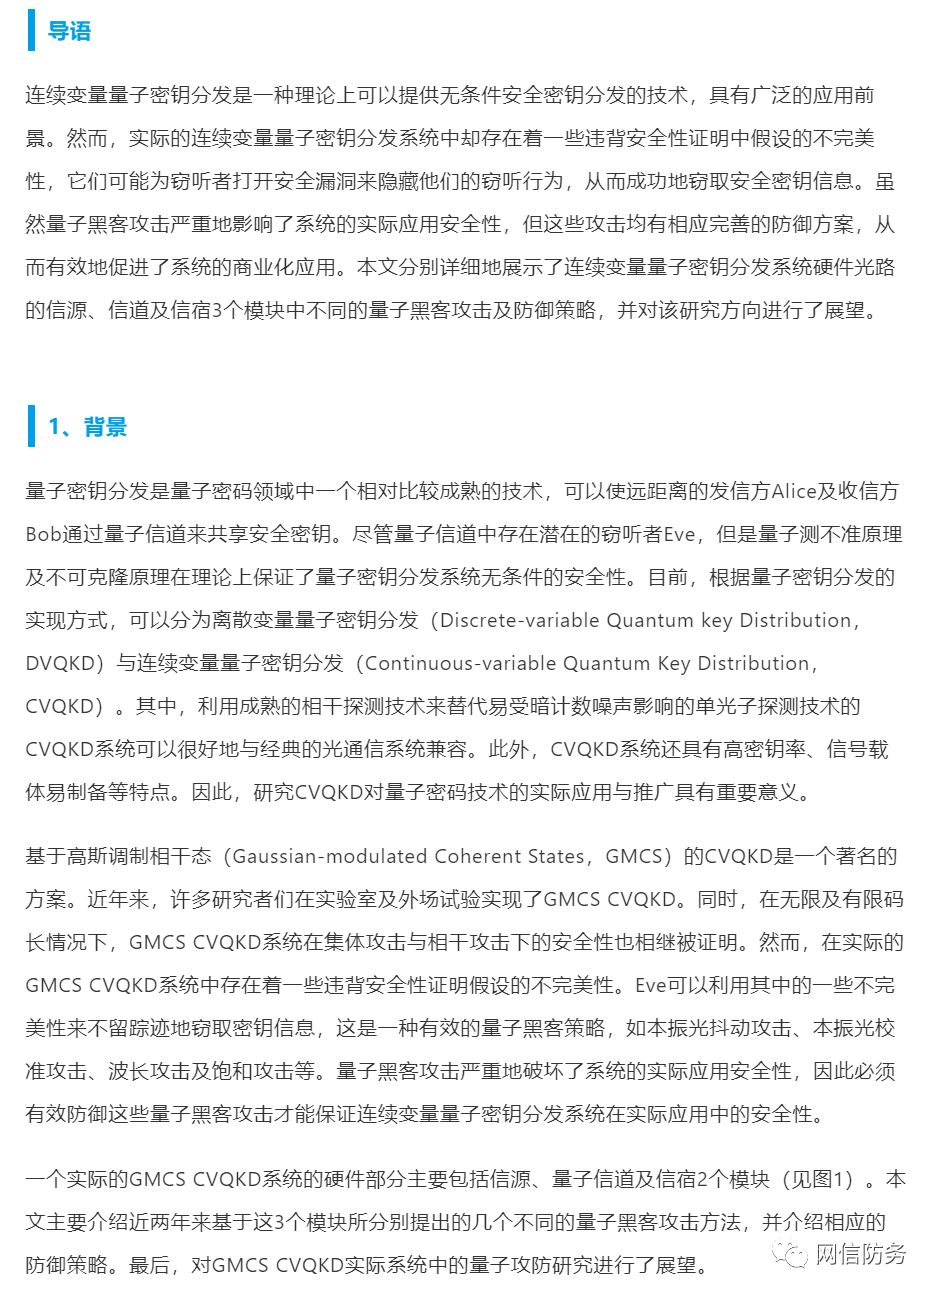 导语
连续变量量子密钥分发是一种理论上可以提供无条件安全密钥分发的技术，具有广泛的应用前
景。然而，实际的连续变量量子密钥分发系统中却存在着一些违背安全性证明中假设的不完美
性，它们可能为窃听者打开安全漏洞来隐藏他们的窃听行为，从而成功地窃取安全密钥信息。虽
然量子黑客攻击严重地影响了系统的实际应用安全性，但这些攻击均有相应完善的防御方案，从
而有效地促进了系统的商业化应用。本文分别详细地展示了连续变量量子密钥分发系统硬件光路
的信源、信道及信宿3个模块中不同的量子黑客攻击及防御策略，并对该研究方向进行了展望。
1、背景
量子密钥分发是量子密码领域中一个相对比较成熟的技术，可以使远距离的发信方Alice及收信方
Bob通过量子信道来共享安全密钥。尽管量子信道中存在潜在的窃听者Eve，但是量子测不准原理
及不可克隆原理在理论上保证了量子密钥分发系统无条件的安全性。目前，根据量子密钥分发的
实现方式，可以分为离散变量量子密钥分发（Discrete-variable Quantum key Distribution，
DVQKD）与连续变量量子密钥分发（Continuous-variable Quantum Key Distribution，
CVQKD）。其中，利用成熟的相干探测技术来替代易受暗计数噪声影响的单光子探测技术的
CVQKD系统可以很好地与经典的光通信系统兼容。此外，CVQKD系统还具有高密钥率、信号载
体易制备等特点。因此，研究CVQKD对量子密码技术的实际应用与推广具有重要意义。
基于高斯调制相干态（Gaussian-modulated Coherent States，GMCS）的CVQKD是一个著名的
方案。近年来，许多研究者们在实验室及外场试验实现了GMCS CVQKD。同时，在无限及有限码
长情况下，GMCS CVQKD系统在集体攻击与相干攻击下的安全性也相继被证明。然而，在实际的
GMCS CVQKD系统中存在着一些违背安全性证明假设的不完美性。Eve可以利用其中的一些不完
美性来不留踪迹地窃取密钥信息，这是一种有效的量子黑客策略，如本振光抖动攻击、本振光校
准攻击、波长攻击及饱和攻击等。量子黑客攻击严重地破坏了系统的实际应用安全性，因此必须
有效防御这些量子黑客攻击才能保证连续变量量子密钥分发系统在实际应用中的安全性。
一个实际的GMCS CVQKD系统的硬件部分主要包括信源、量子信道及信宿2个模块（见图1）。本
文主要介绍近两年来基于这3个模块所分别提出的几个不同的量子黑客攻击方法，并介绍相应的
防御策略。最后，对GMCS CVQKD实际系统中的量子攻防研究进行了展望。
网信防务